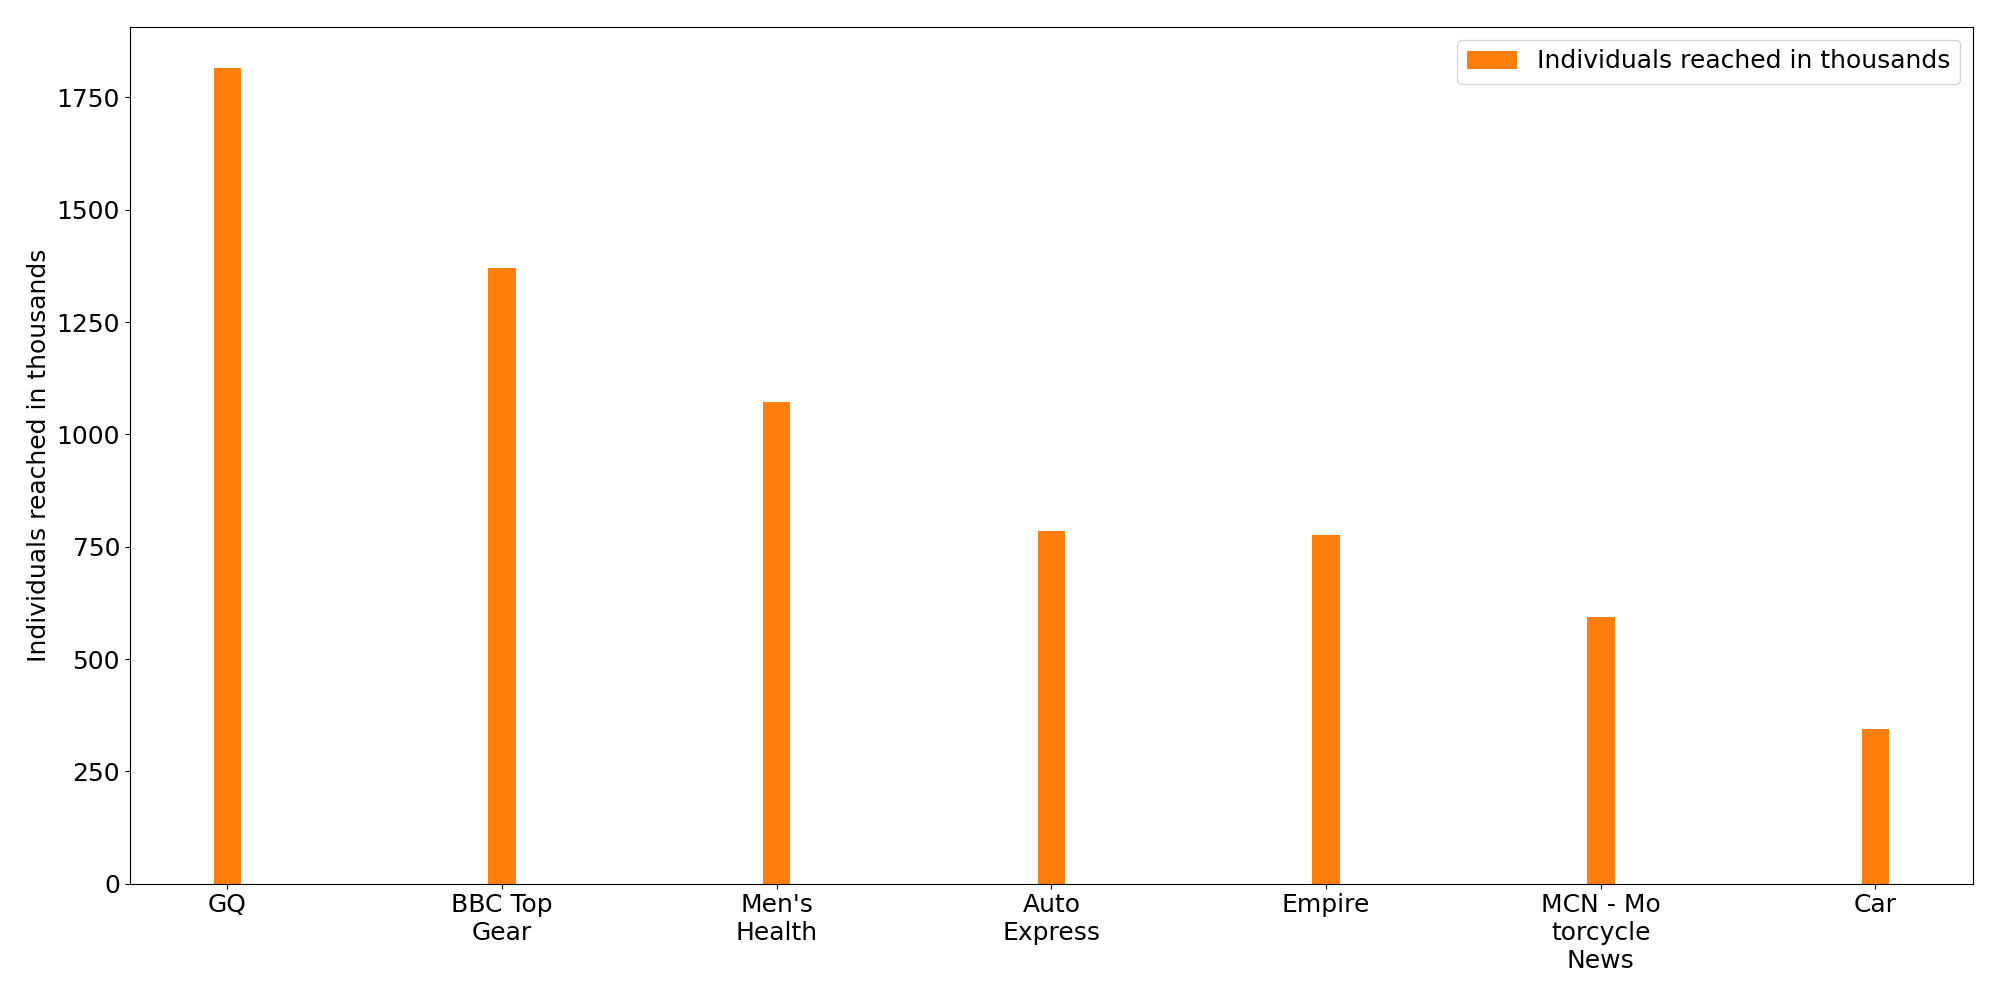 Individuals reached in thousands
1750
1500
1250
1000
750
500
250
0
Individuals reached in thousands
GQ
BBC Top
Gear
Men's
Health
Auto
Express
Empire
MCN - Mo
torcycle
News
Car